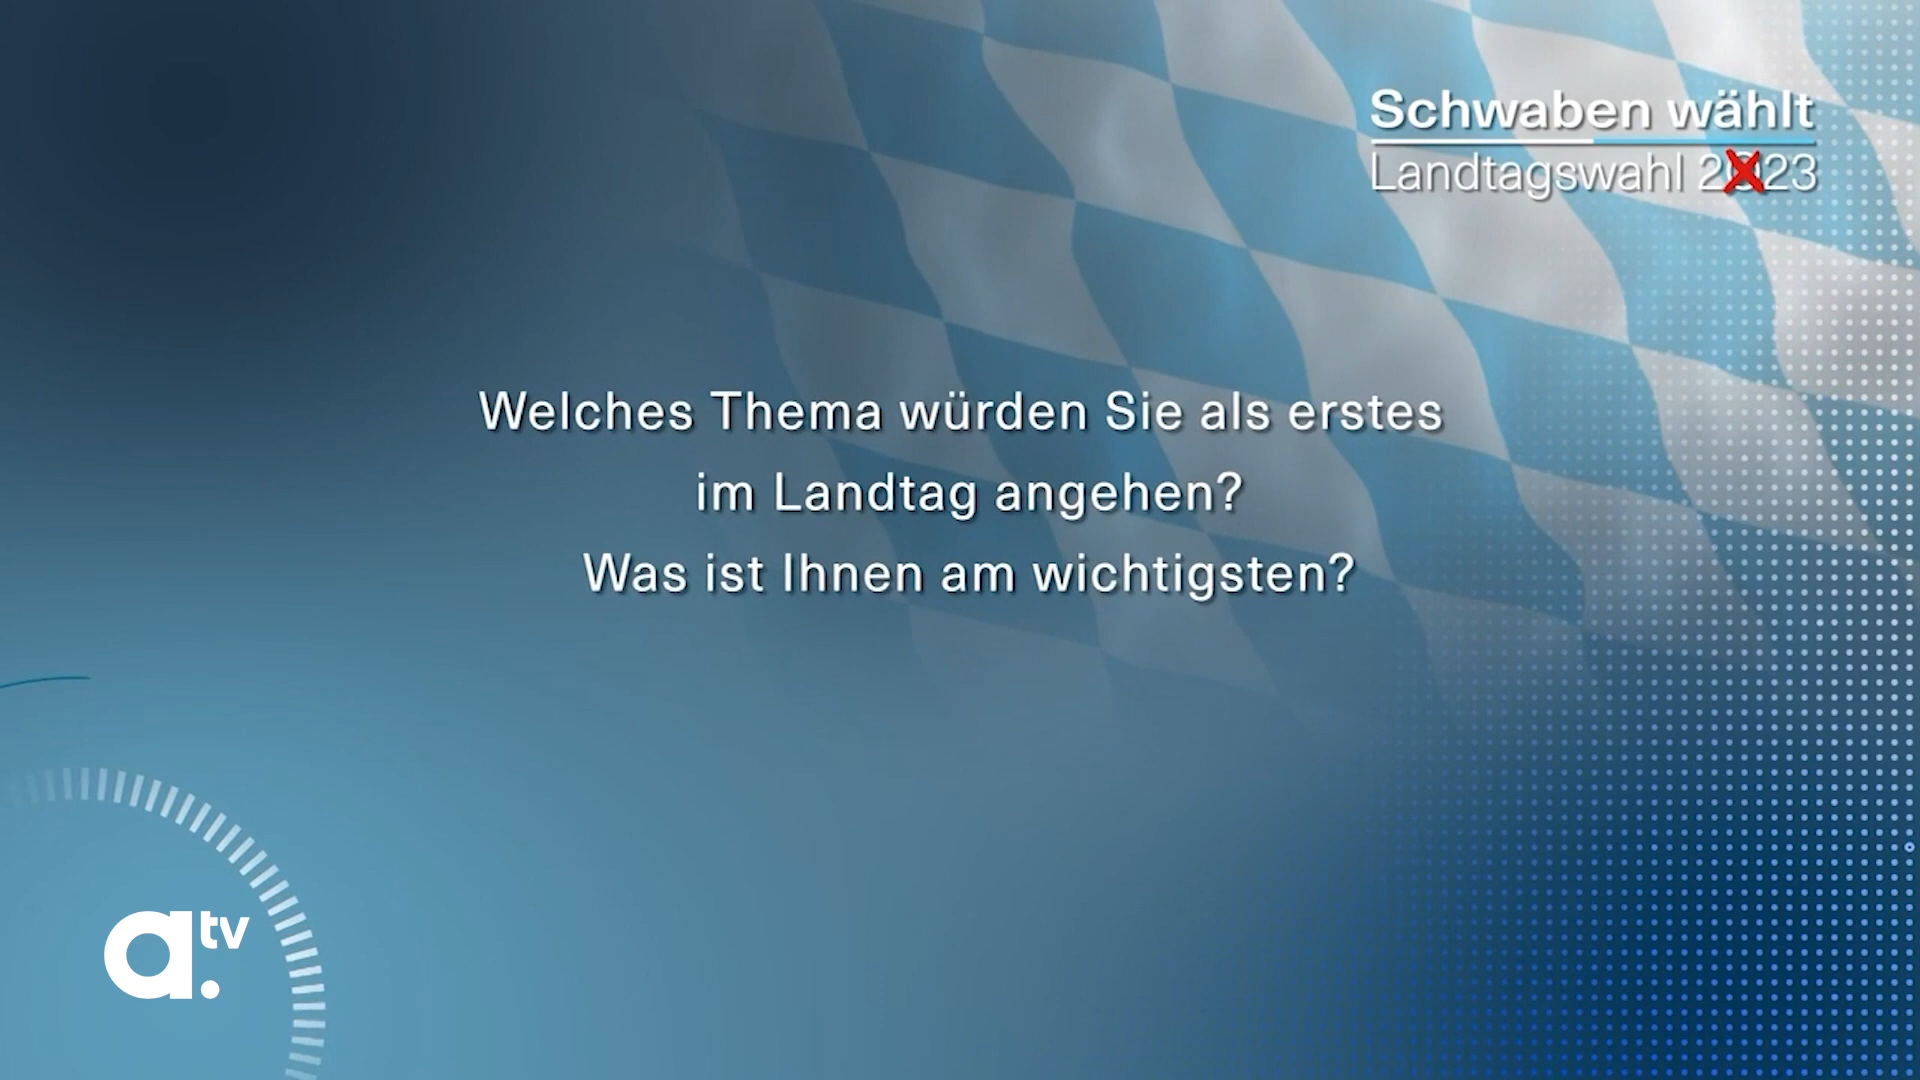 Schwaben wählt
Landtagswahl 2023
Welches Thema würden Sie als erstes
im Landtag angehen?
Was ist Ihnen am wichtigsten?
a.tv